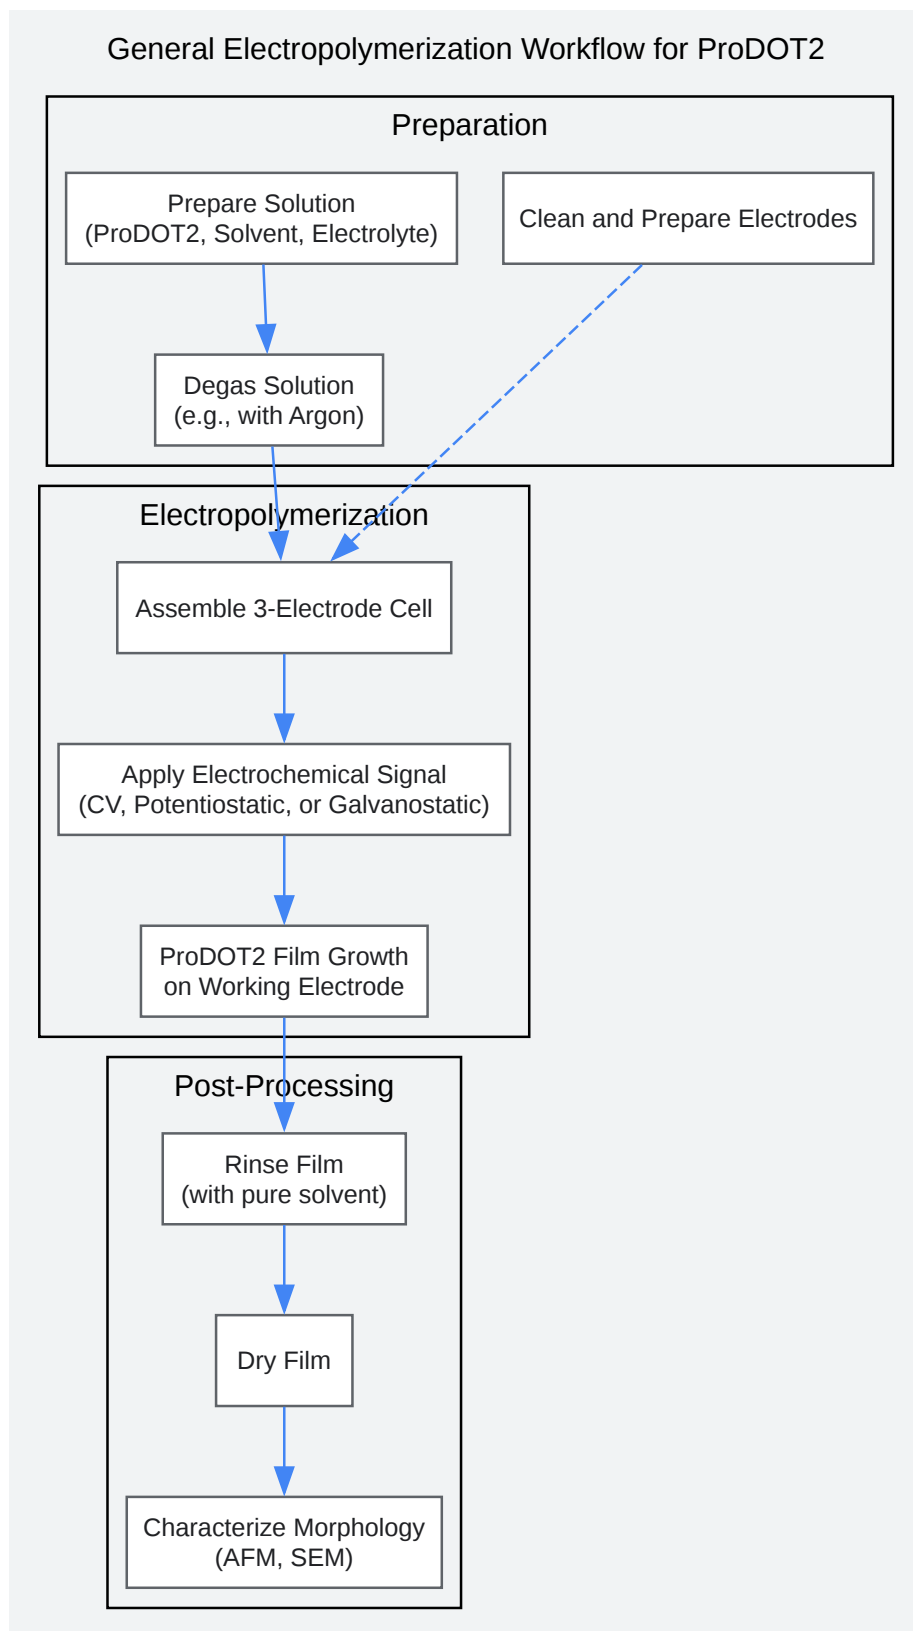 General Electropolymerization Workflow for ProDOT2
Preparation
Prepare Solution
(ProDOT2, Solvent, Electrolyte)
Clean and Prepare Electrodes
Degas Solution
(e.g., with Argon)
Electropolymerization
Assemble 3-Electrode Cell
Apply Electrochemical Signal
(CV, Potentiostatic, or Galvanostatic)
ProDOT2 Film Growth
on Working Electrode
Post-Processing
Rinse Film
(with pure solvent)
Dry Film
Characterize Morphology
(AFM, SEM)